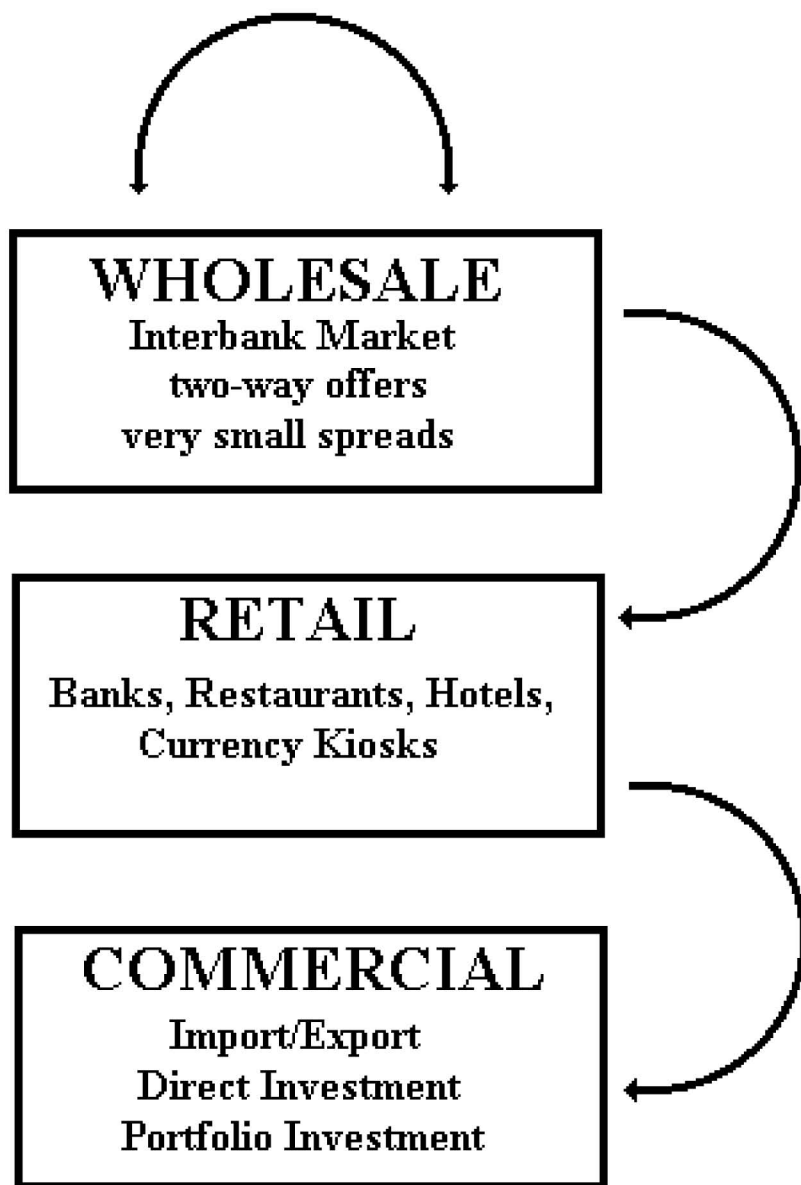 WHOLESALE
Interbank Market
two-way offers
very small spreads
RETAIL
Banks, Restaurants, Hotels,
Currency Kiosks
COMMERCIAL
Import/Export
Direct Investment
Portfolio Investment